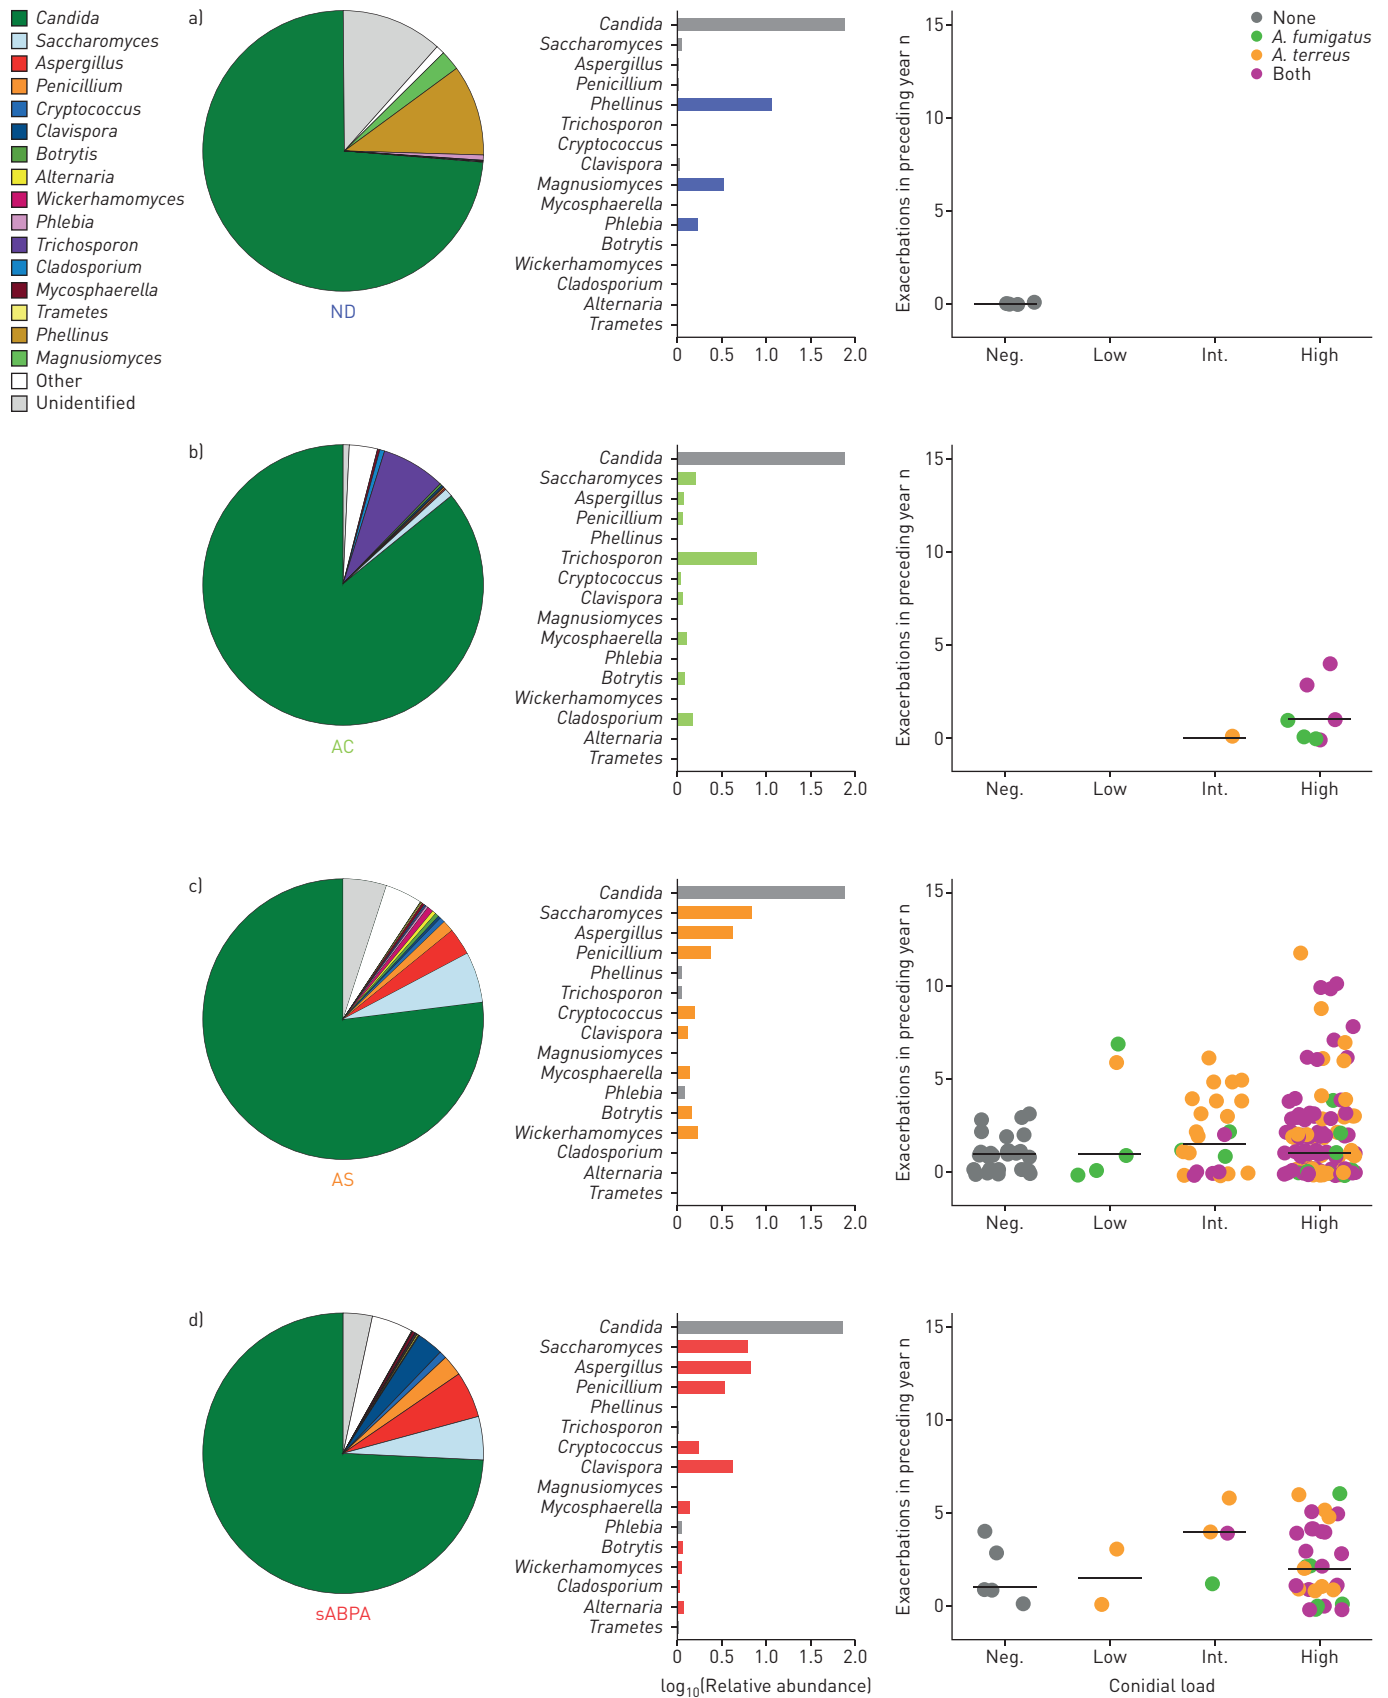 Candida
Saccharomyces
Aspergillus
Penicillium
Cryptococcus
Clavispora
Botrytis
Alternaria
Wickerhamomyces
Phlebia
Trichosporon
Cladosporium
Mycosphaerella
Trametes
Phellinus
Magnusiomyces
Other
Unidentified
a)
ND
Candida
Saccharomyces
Aspergillus
Penicillium
Phellinus
Trichosporon
Cryptococcus
Clavispora
Magnusiomyces
Mycosphaerella
Phlebia
Botrytis
Wickerhamomyces
Cladosporium
Alternaria
Trametes
0 0.5 1.0 1.5 2.0
Exacerbations in preceding year n
15
10
5
0
Neg. Low Int. High
None
A. fumigatus
A. terreus
Both
b)
AC
Candida
Saccharomyces
Aspergillus
Penicillium
Phellinus
Trichosporon
Cryptococcus
Clavispora
Magnusiomyces
Mycosphaerella
Phlebia
Botrytis
Wickerhamomyces
Cladosporium
Alternaria
Trametes
0 0.5 1.0 1.5 2.0
Exacerbations in preceding year n
15
10
5
0
Neg. Low Int. High
c)
AS
Candida
Saccharomyces
Aspergillus
Penicillium
Phellinus
Trichosporon
Cryptococcus
Clavispora
Magnusiomyces
Mycosphaerella
Phlebia
Botrytis
Wickerhamomyces
Cladosporium
Alternaria
Trametes
0 0.5 1.0 1.5 2.0
Exacerbations in preceding year n
15
10
5
0
Neg. Low Int. High
d)
sABPA
Candida
Saccharomyces
Aspergillus
Penicillium
Phellinus
Trichosporon
Cryptococcus
Clavispora
Magnusiomyces
Mycosphaerella
Phlebia
Botrytis
Wickerhamomyces
Cladosporium
Alternaria
Trametes
0 0.5 1.0 1.5 2.0
log10(Relative abundance)
Exacerbations in preceding year n
15
10
5
0
Neg. Low Int. High
Conidial load